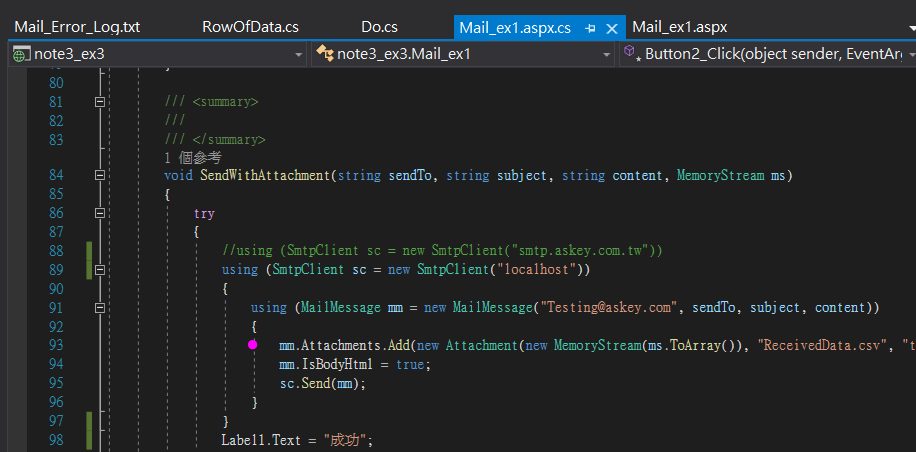 Mail_Error_Log.txt RowOfData.cs Do.cs Mail_ex1.aspx.cs Mail_ex1.aspx
note3_ex3 note3_ex3.Mail_ex1 Button2_Click(object sender, EventArg
80
81 /// <summary>
82 ///
83 /// </summary>
1 個參考
84 void SendWithAttachment(string sendTo, string subject, string content, MemoryStream ms)
85 {
86 try
87 {
88 //using (SmtpClient sc = new SmtpClient("smtp.askey.com.tw"))
89 using (SmtpClient sc = new SmtpClient("localhost"))
90 {
91 using (MailMessage mm = new MailMessage("Testing@askey.com", sendTo, subject, content))
92 {
93 mm.Attachments.Add(new Attachment(new MemoryStream(ms.ToArray()), "ReceivedData.csv", "t
94 mm.IsBodyHtml = true;
95 sc.Send(mm);
96 }
97 }
98 Label1.Text = "成功";